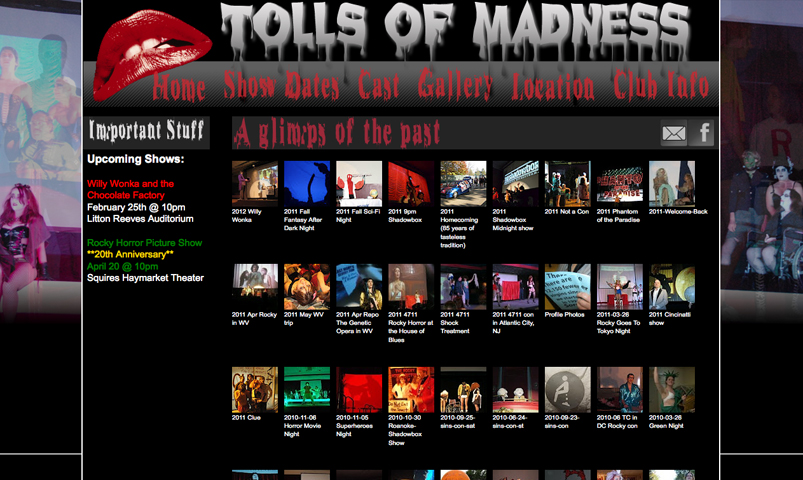 TOLLS OF MADNESS
Home Show Dates Cast Gallery Location Club Info
Important Stuff
A glimps of the past
f
Upcoming Shows:
Willy Wonka and the
Chocolate Factory
February 25th @ 10pm
Litton Reeves Auditorium
Rocky Horror Picture Show
**20th Anniversary**
April 20 @ 10pm
Squires Haymarket Theater
2012 Willy
Wonka
2011 Fall
Fantasy After
Dark Night
2011 Fall Sci-Fi
Night
2011 9pm
Shadowbox
2011
Homecoming
(85 years of
tasteless
tradition)
2011
Shadowbox
Midnight show
2011 Not a Con
2011 Phantom
of the Paradise
2011-Welcome-Back
2011 Apr Rocky
in WV
2011 May WV
trip
2011 Apr Repo
The Genetic
Opera in WV
2011 4711
Rocky Horror at
the House of
Blues
2011 4711
Shock
Treatment
2011 4711 con
in Atlantic City,
NJ
Profile Photos
2011-03-26
Rocky Goes To
Tokyo Night
2011 Cincinatti
show
2011 Clue
2010-11-06
Horror Movie
Night
2010-11-05
Superheroes
Night
2010-10-30
Roanoke-
Shadowbox
Show
2010-09-25-
sins-con-sat
2010-06-24-
sins-con-st
2010-09-23-
sins-con
2010-06 TC in
DC Rocky con
2010-03-26
Green Night